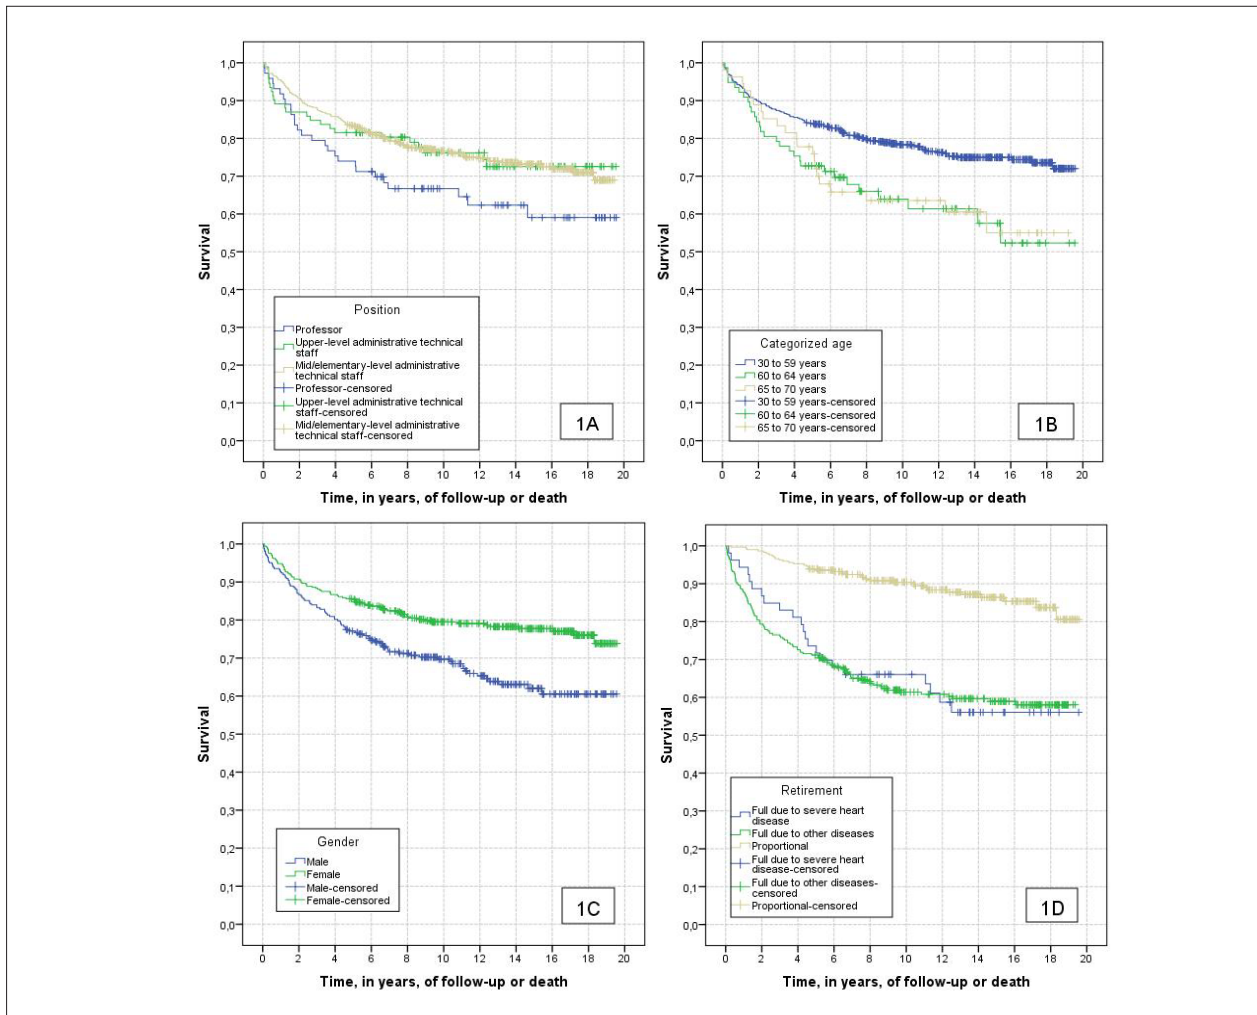 1,0
0,9
0,8
0,7
0,6
0,5
0,4
0,3
0,2
0,1
0,0
Survival
Position
Professor
Upper-level administrative technical
staff
Mid/elementary-level administrative
technical staff
Professor-censored
Upper-level administrative technical
staff-censored
Mid/elementary-level administrative
technical staff-censored
1A
0 2 4 6 8 10 12 14 16 18 20
Time, in years, of follow-up or death
1,0
0,9
0,8
0,7
0,6
0,5
0,4
0,3
0,2
0,1
0,0
Survival
Categorized age
30 to 59 years
60 to 64 years
65 to 70 years
30 to 59 years-censored
60 to 64 years-censored
65 to 70 years-censored
1B
0 2 4 6 8 10 12 14 16 18 20
Time, in years, of follow-up or death
1,0
0,9
0,8
0,7
0,6
0,5
0,4
0,3
0,2
0,1
0,0
Survival
Gender
Male
Female
Male-censored
Female-censored
1C
0 2 4 6 8 10 12 14 16 18 20
Time, in years, of follow-up or death
1,0
0,9
0,8
0,7
0,6
0,5
0,4
0,3
0,2
0,1
0,0
Survival
Retirement
Full due to severe heart
disease
Full due to other diseases
Proportional
Full due to severe heart
disease-censored
Full due to other diseases-
censored
Proportional-censored
1D
0 2 4 6 8 10 12 14 16 18 20
Time, in years, of follow-up or death